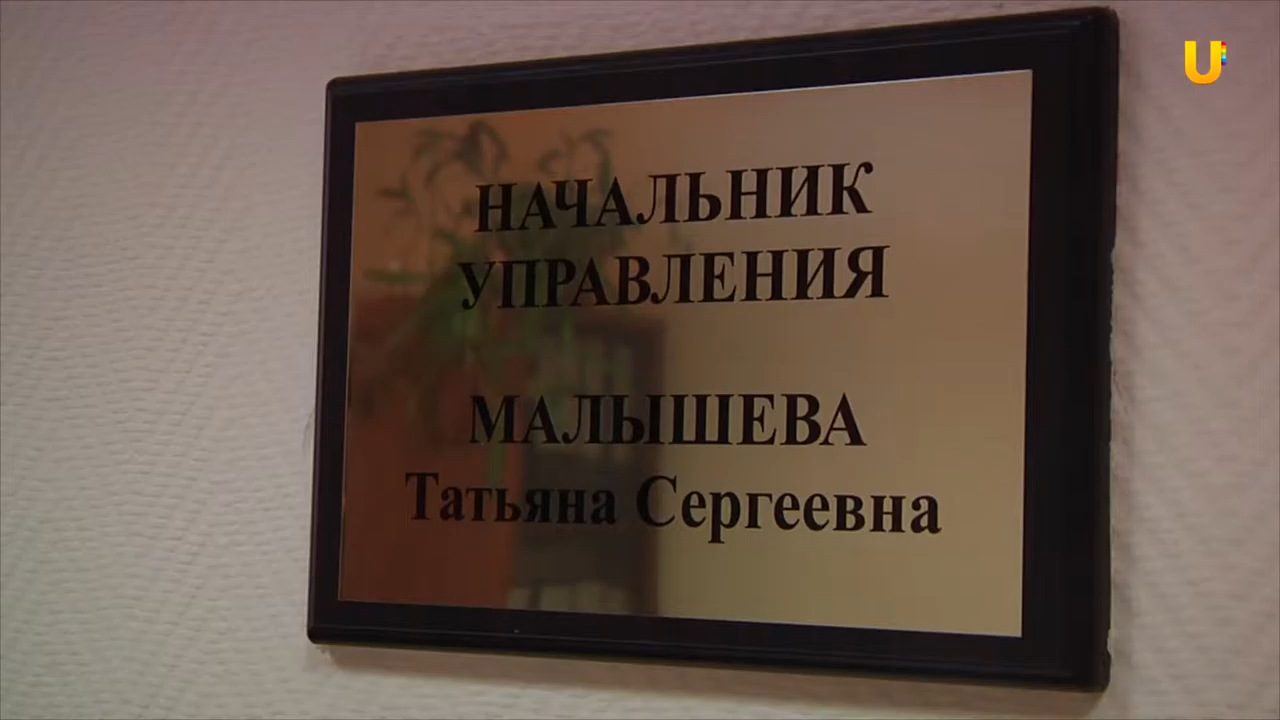 U
НАЧАЛЬНИК
УПРАВЛЕНИЯ
МАЛЫШЕВА
Татьяна Сергеевна